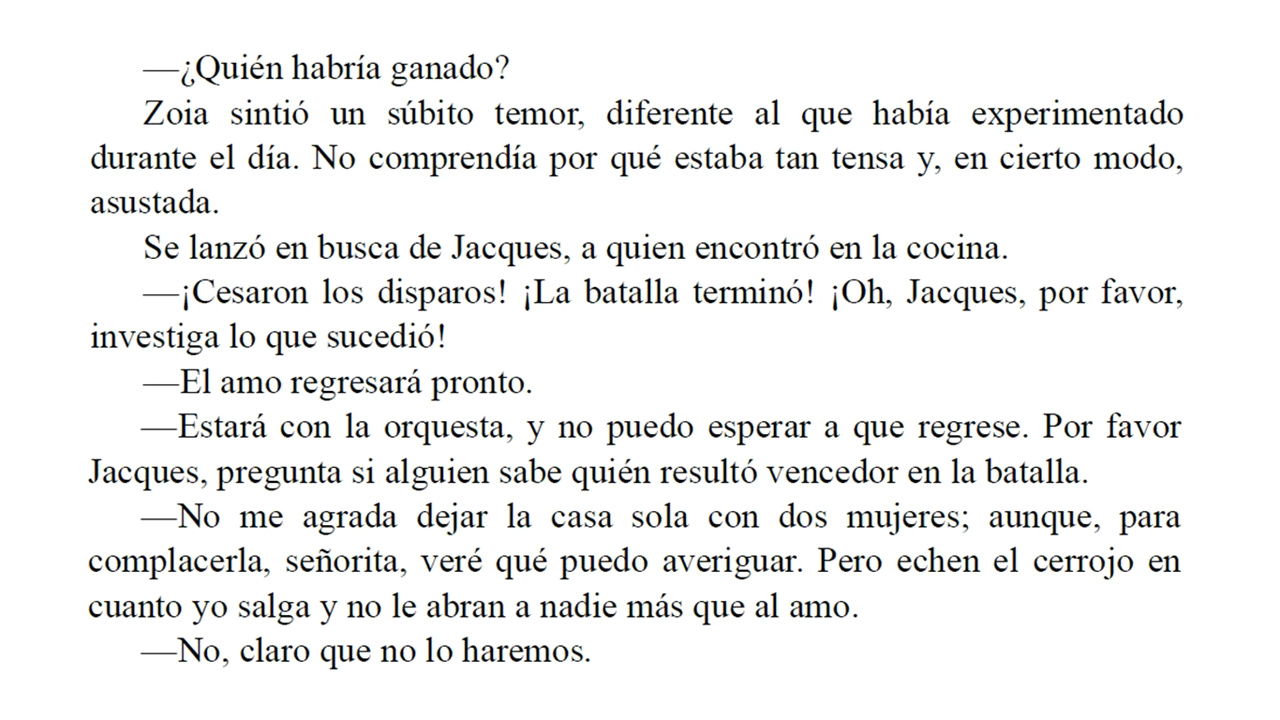 —¿Quién habría ganado?
Zoia sintió un súbito temor, diferente al que había experimentado
durante el día. No comprendía por qué estaba tan tensa y, en cierto modo,
asustada.
Se lanzó en busca de Jacques, a quien encontró en la cocina.
—¡Cesaron los disparos! ¡La batalla terminó! ¡Oh, Jacques, por favor,
investiga lo que sucedió!
—El amo regresará pronto.
—Estará con la orquesta, y no puedo esperar a que regrese. Por favor
Jacques, pregunta si alguien sabe quién resultó vencedor en la batalla.
—No me agrada dejar la casa sola con dos mujeres; aunque, para
complacerla, señorita, veré qué puedo averiguar. Pero echen el cerrojo en
cuanto yo salga y no le abran a nadie más que al amo.
—No, claro que no lo haremos.